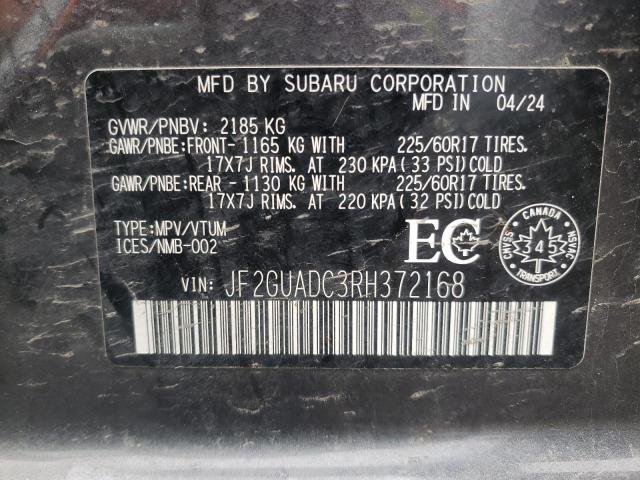 MFD BY SUBARU CORPORATION
MFD IN 04/24
GVWR/PNBV: 2185 KG
GAWR/PNBE:FRONT- 1165 KG WITH 225/60R17 TIRES.
17X7J RIMS. AT 230 KPA(33 PSI)COLD
GAWR/PNBE:REAR - 1130 KG WITH 225/60R17 TIRES.
17X7J RIMS. AT 220 KPA(32 PSI)COLD
TYPE:MPV/VTUM
ICES/NMB-002
EC
CANADA
CMVSS 345 NSVAC
TRANSPORT
VIN: JF2GUADC3RH372168